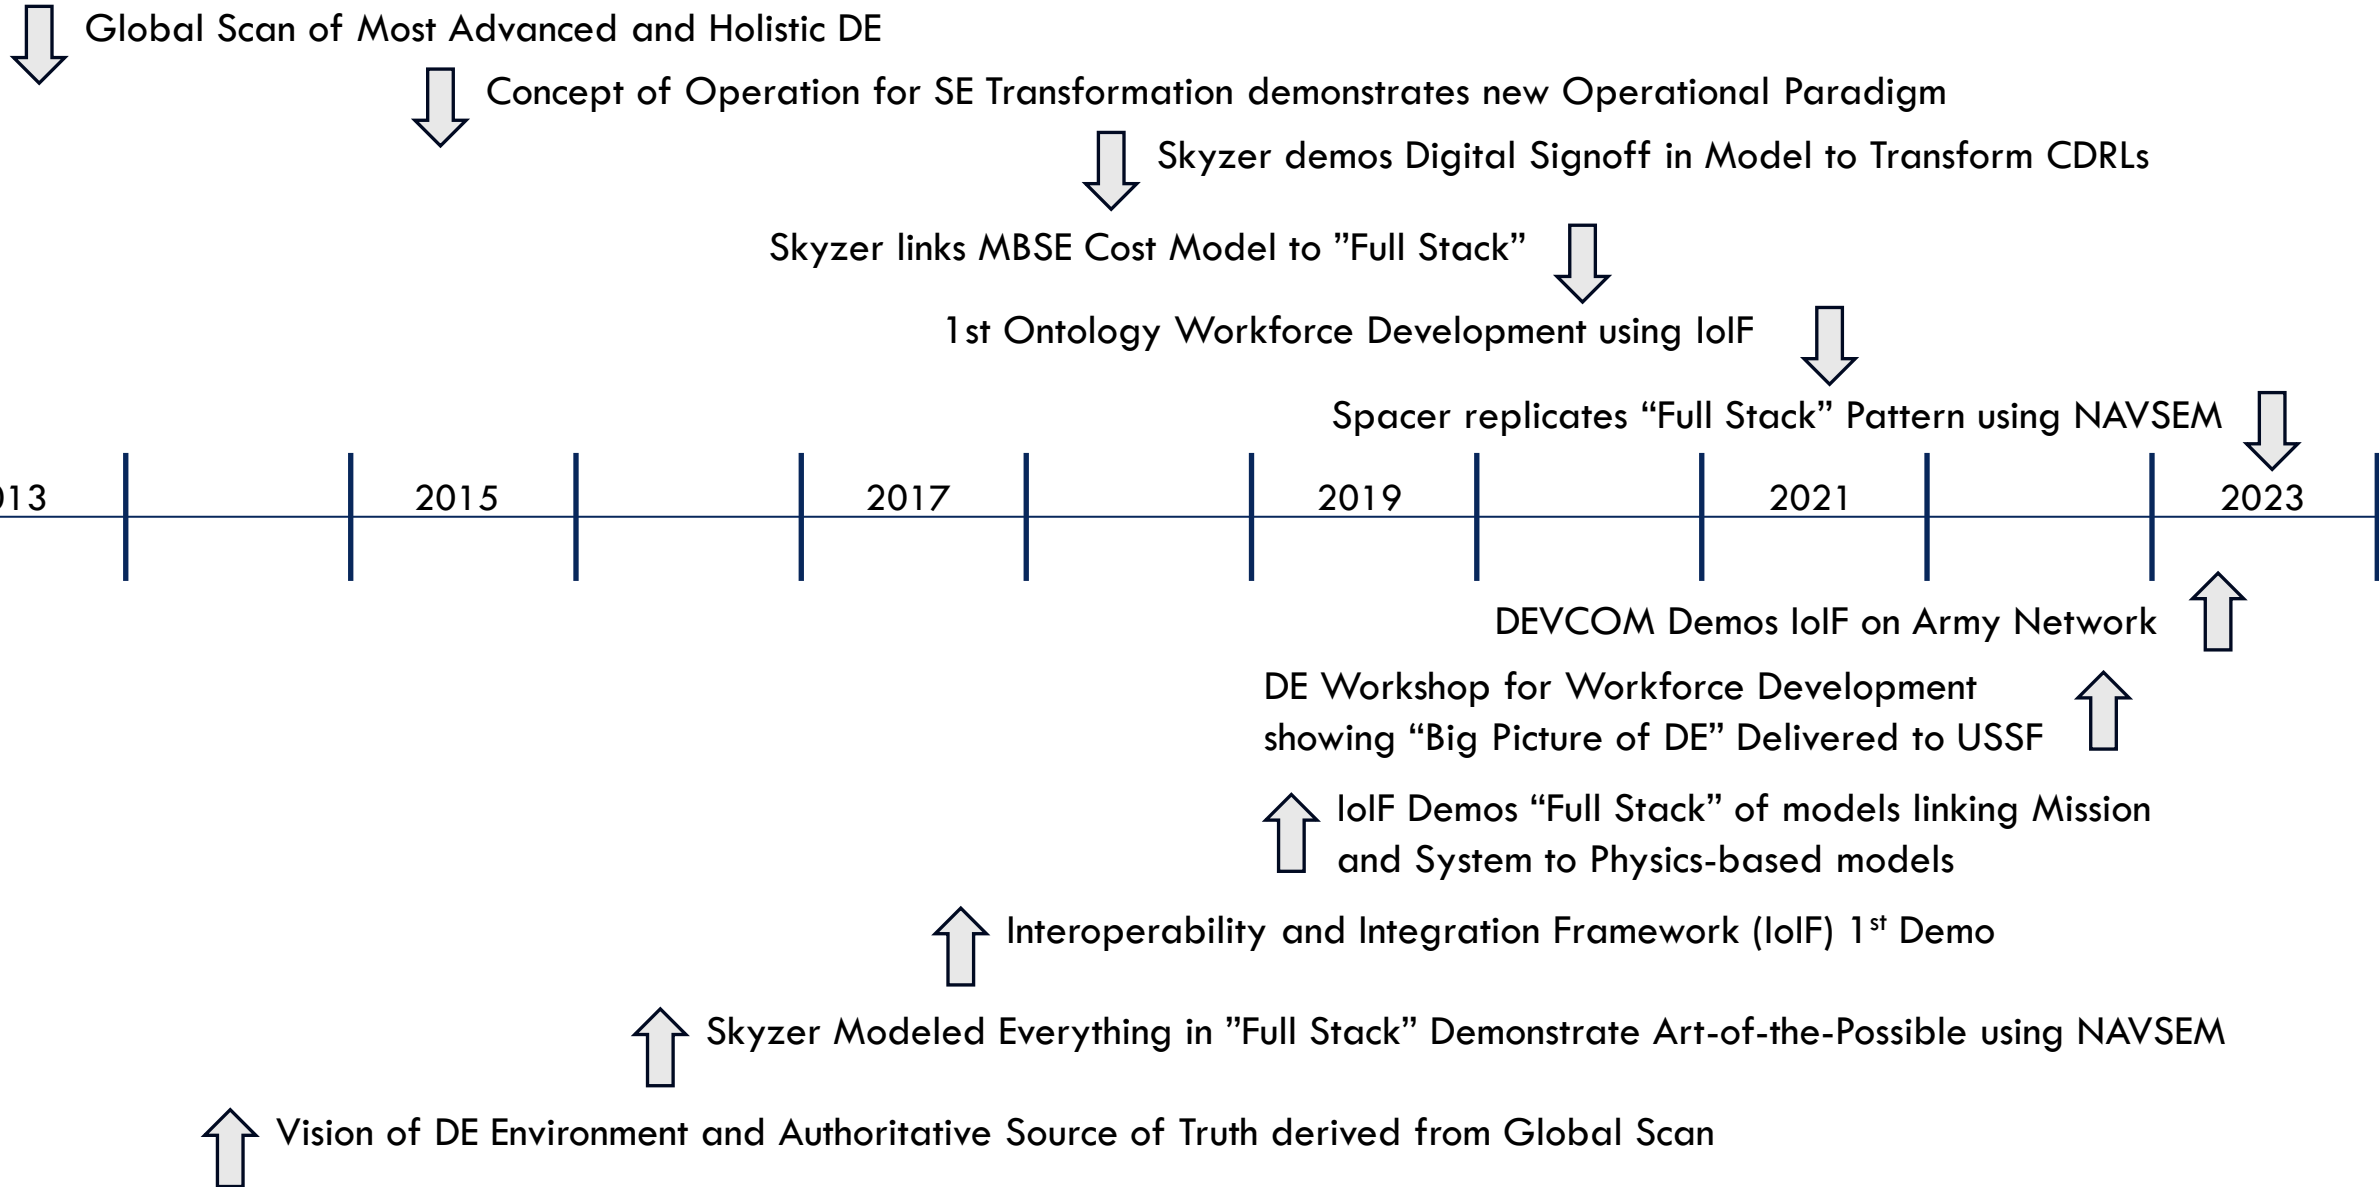 Global Scan of Most Advanced and Holistic DE
Concept of Operation for SE Transformation demonstrates new Operational Paradigm
Skyzer demos Digital Signoff in Model to Transform CDRLs
Skyzer links MBSE Cost Model to ”Full Stack”
1st Ontology Workforce Development using IoIF
Spacer replicates “Full Stack” Pattern using NAVSEM
013 2015 2017 2019 2021 2023
DEVCOM Demos IoIF on Army Network
DE Workshop for Workforce Development
showing “Big Picture of DE” Delivered to USSF
IoIF Demos “Full Stack” of models linking Mission
and System to Physics-based models
Interoperability and Integration Framework (IoIF) 1st Demo
Skyzer Modeled Everything in ”Full Stack” Demonstrate Art-of-the-Possible using NAVSEM
Vision of DE Environment and Authoritative Source of Truth derived from Global Scan